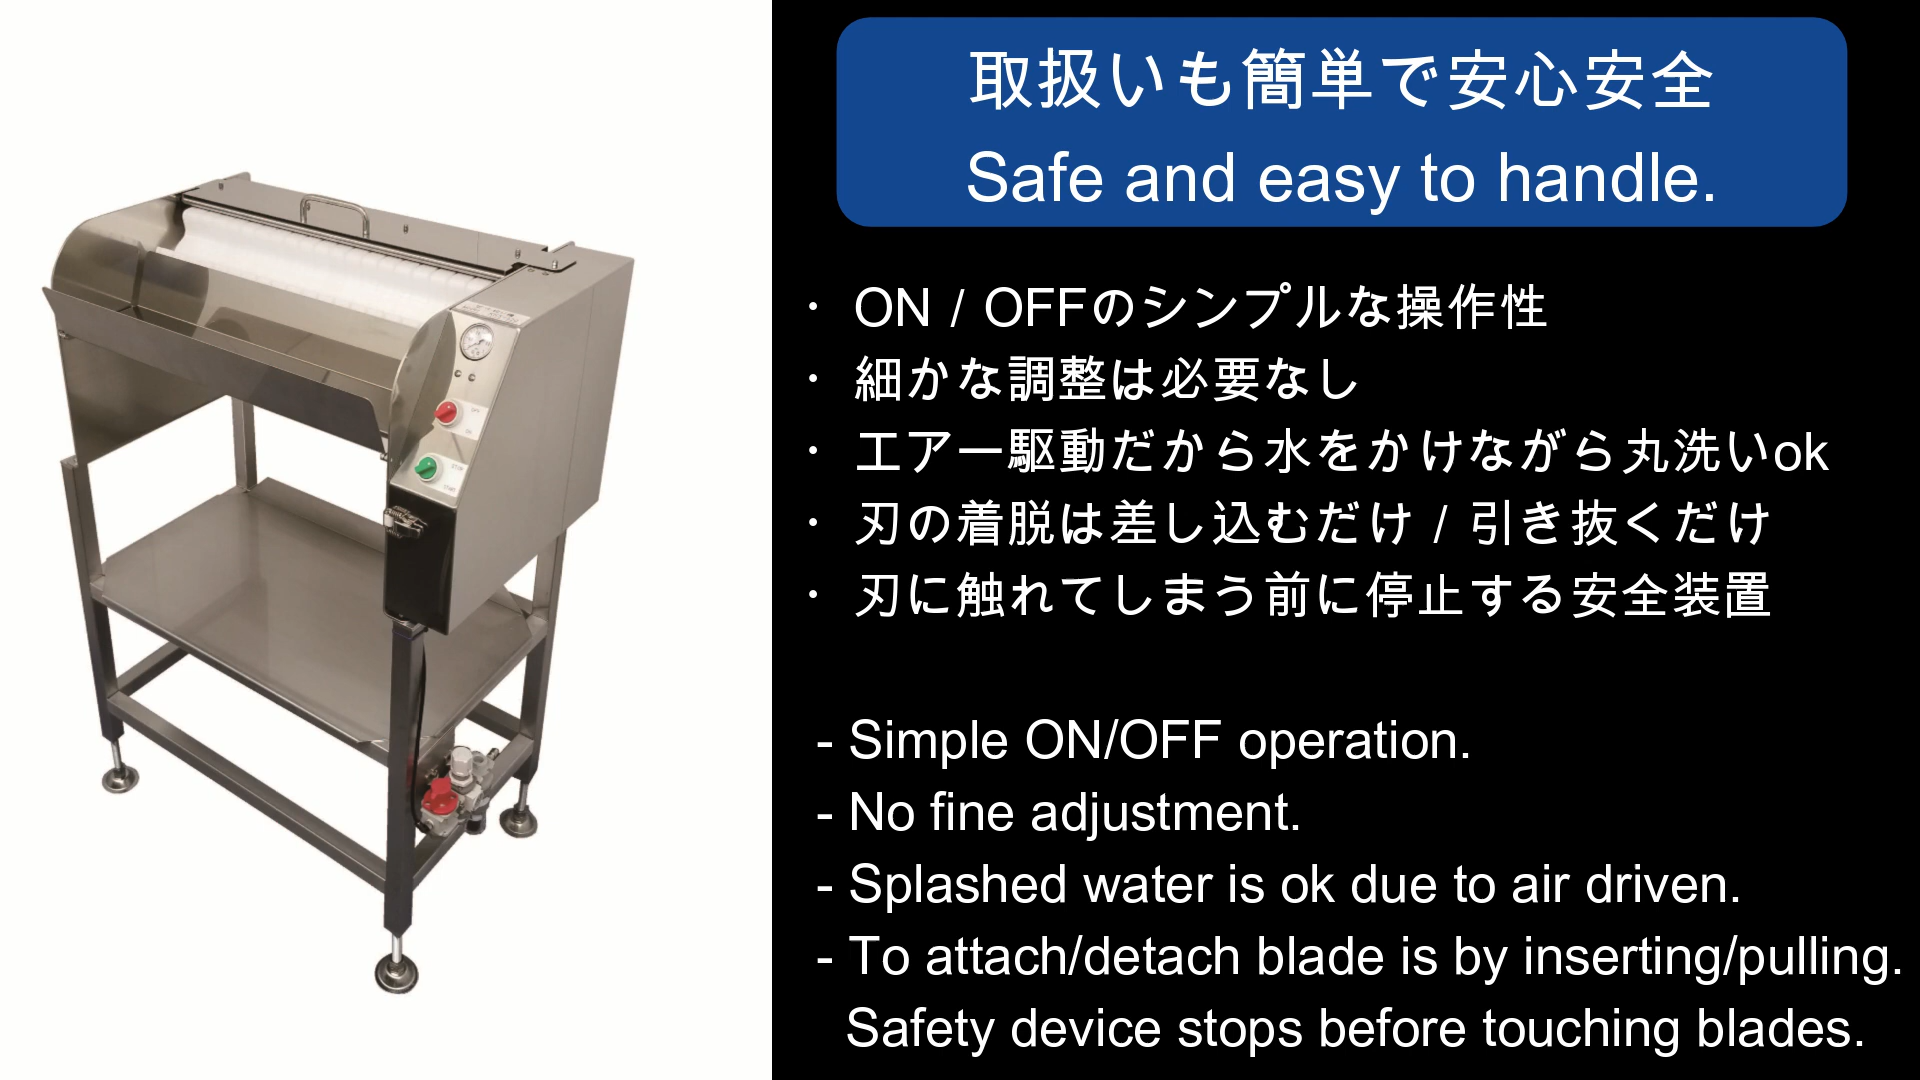 取扱いも簡単で安心安全
Safe and easy to handle.
・ ON / OFFのシンプルな操作性
・ 細かな調整は必要なし
・ エアー駆動だから水をかけながら丸洗いok
・ 刃の着脱は差し込むだけ / 引き抜くだけ
・ 刃に触れてしまう前に停止する安全装置
- Simple ON/OFF operation.
- No fine adjustment.
- Splashed water is ok due to air driven.
- To attach/detach blade is by inserting/pulling.
Safety device stops before touching blades.